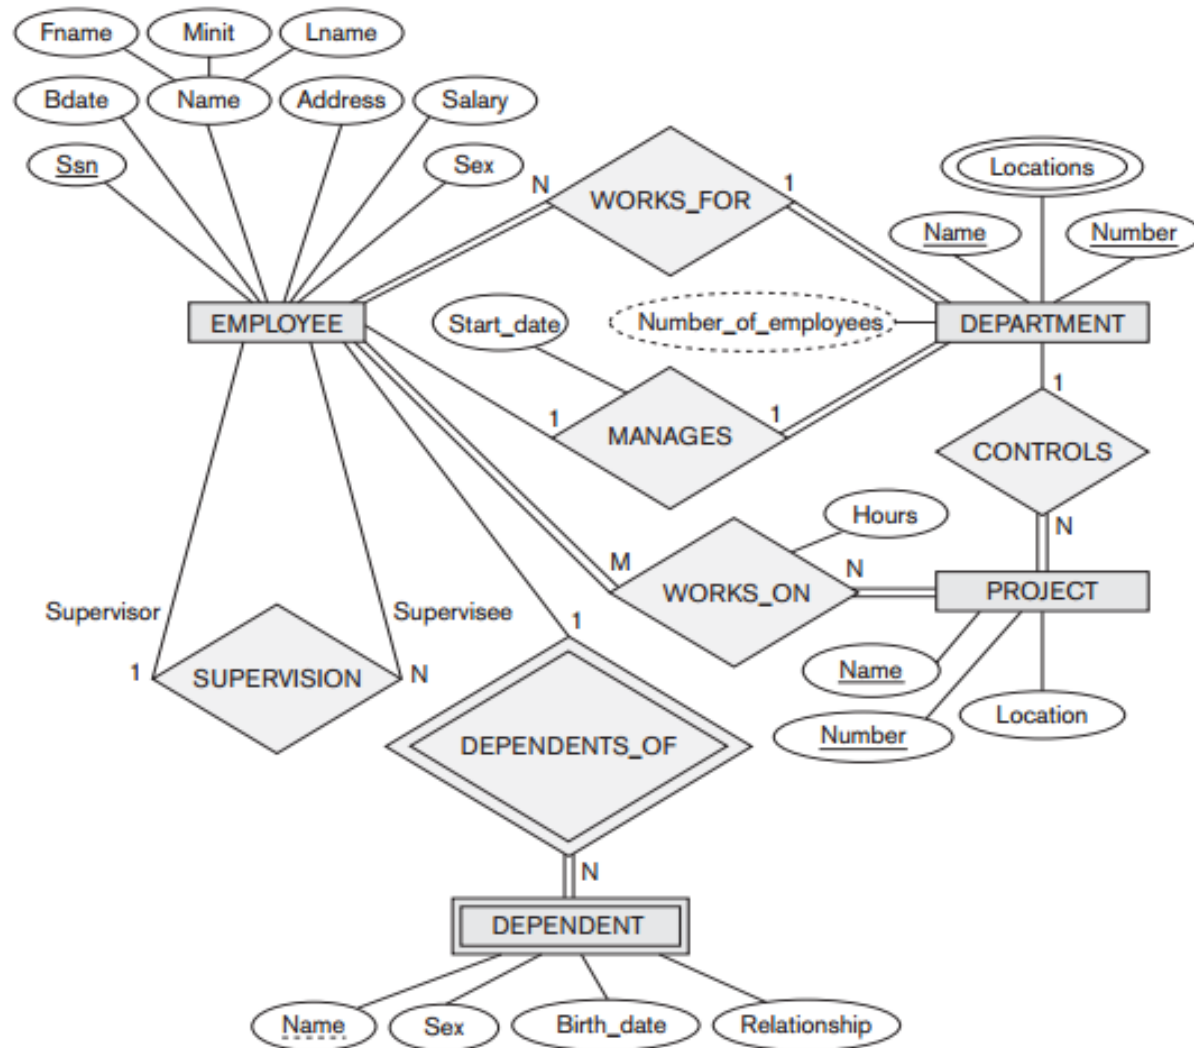 Fname
Minit
Lname
Bdate
Name
Address
Salary
Ssn
Sex
N
WORKS_FOR
1
Locations
Name
Number
EMPLOYEE
Start_date
Number_of_employees
DEPARTMENT
1
MANAGES
1
1
CONTROLS
N
Hours
M
WORKS_ON
N
PROJECT
Supervisor
Supervisee
1
1
SUPERVISION
N
Name
Number
Location
DEPENDENTS_OF
N
DEPENDENT
Name
Sex
Birth_date
Relationship